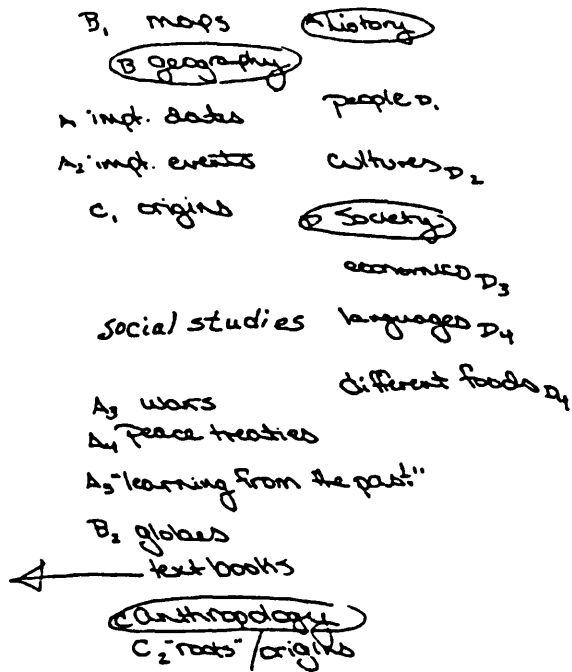 B1 maps A history
B geography
A impt. dates people D1
A2 impt. events cultures D2
C1 origins D Society
economics D3
social studies languages D4
different foods D4
A3 wars
A4 Peace treaties
A5 "learning from the past"
B2 globes
text books
C anthropology
C2 "roots" / origins